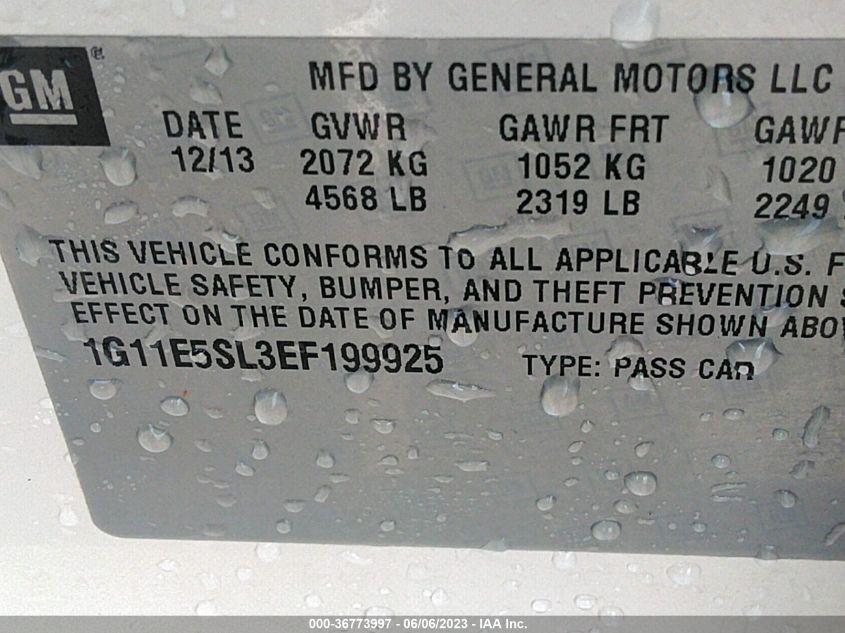 GM ®
MFD BY GENERAL MOTORS LLC
DATE GVWR GAWR FRT GAWR
12/13 2072 KG 1052 KG 1020
4568 LB 2319 LB 2249
THIS VEHICLE CONFORMS TO ALL APPLICABLE U.S. F
VEHICLE SAFETY, BUMPER, AND THEFT PREVENTION S
EFFECT ON THE DATE OF MANUFACTURE SHOWN ABOV
1G11E5SL3EF199925 TYPE: PASS CAR
000-36773997 - 06/06/2023 - IAA Inc.